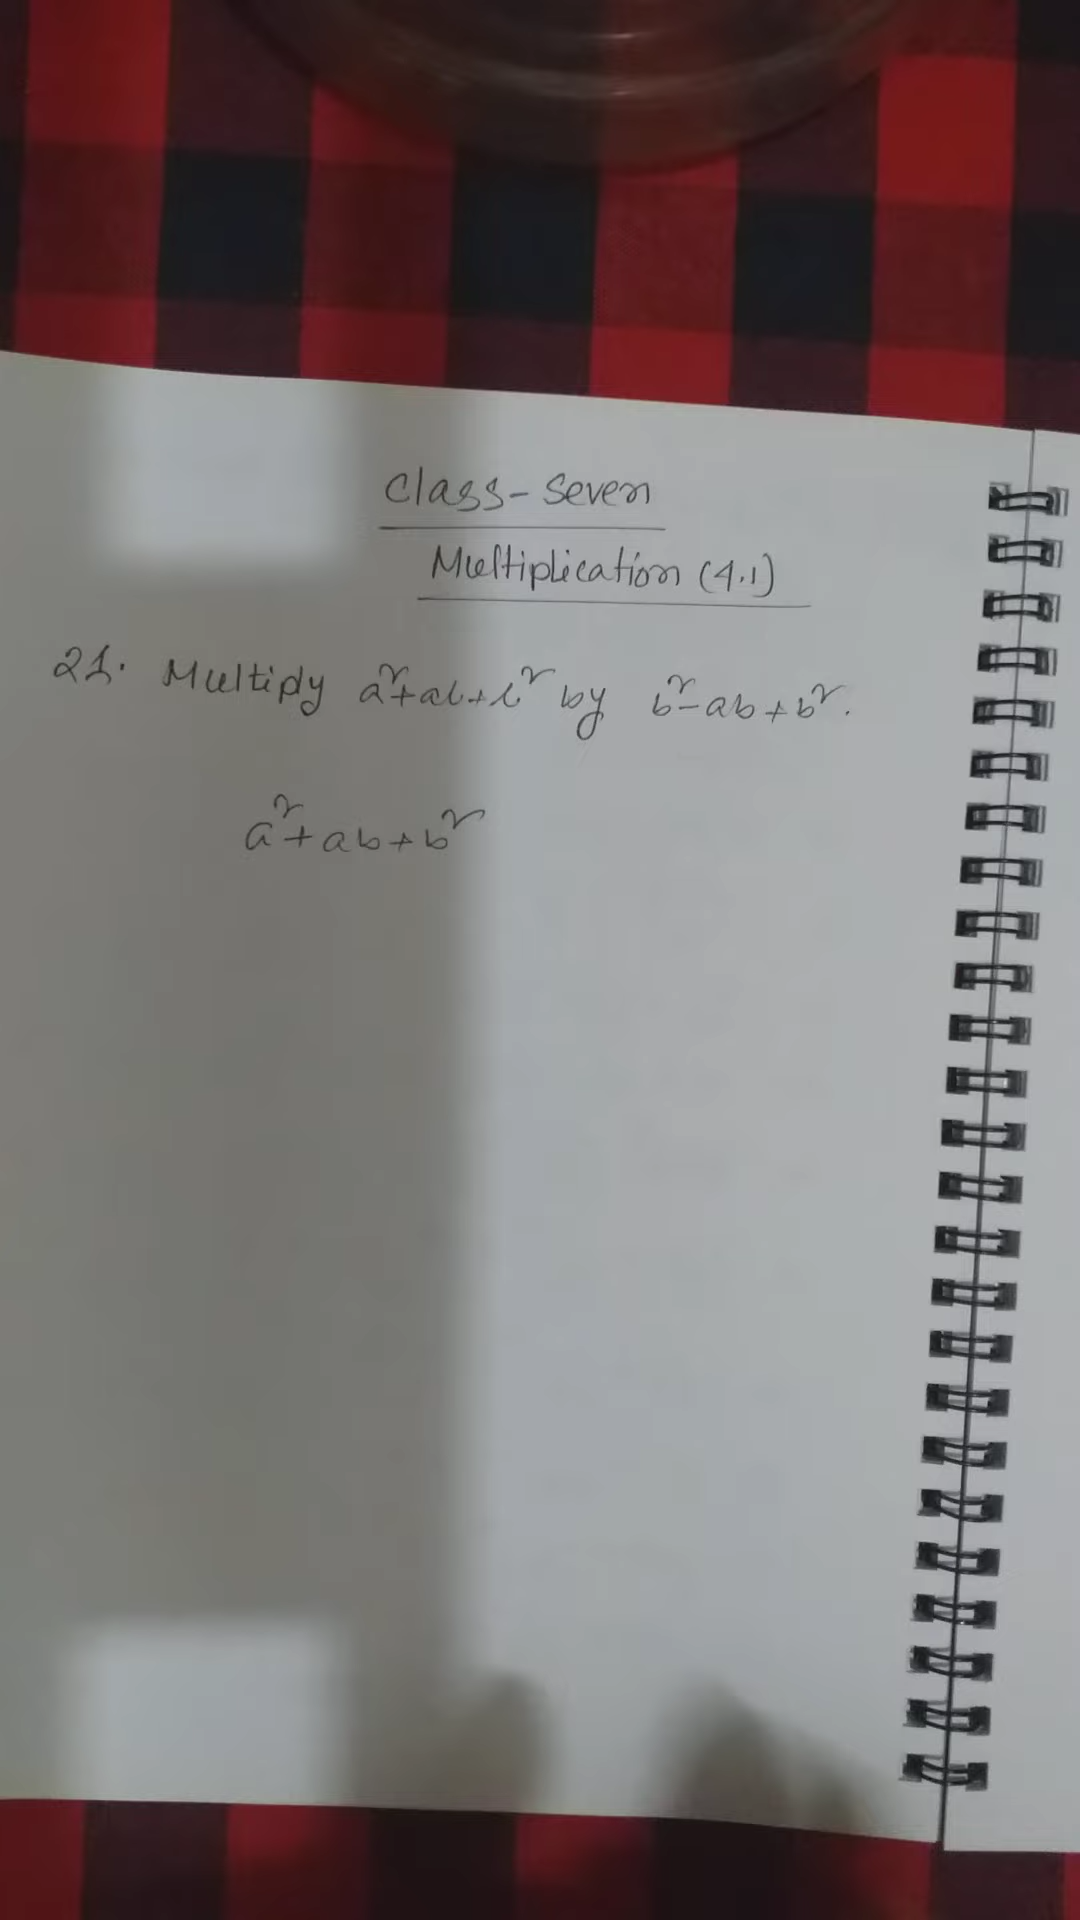 Class-Seven
Multiplication (4.1)
21. Multiply a²+ab+b² by b²-ab+b².
a²+ab+b²